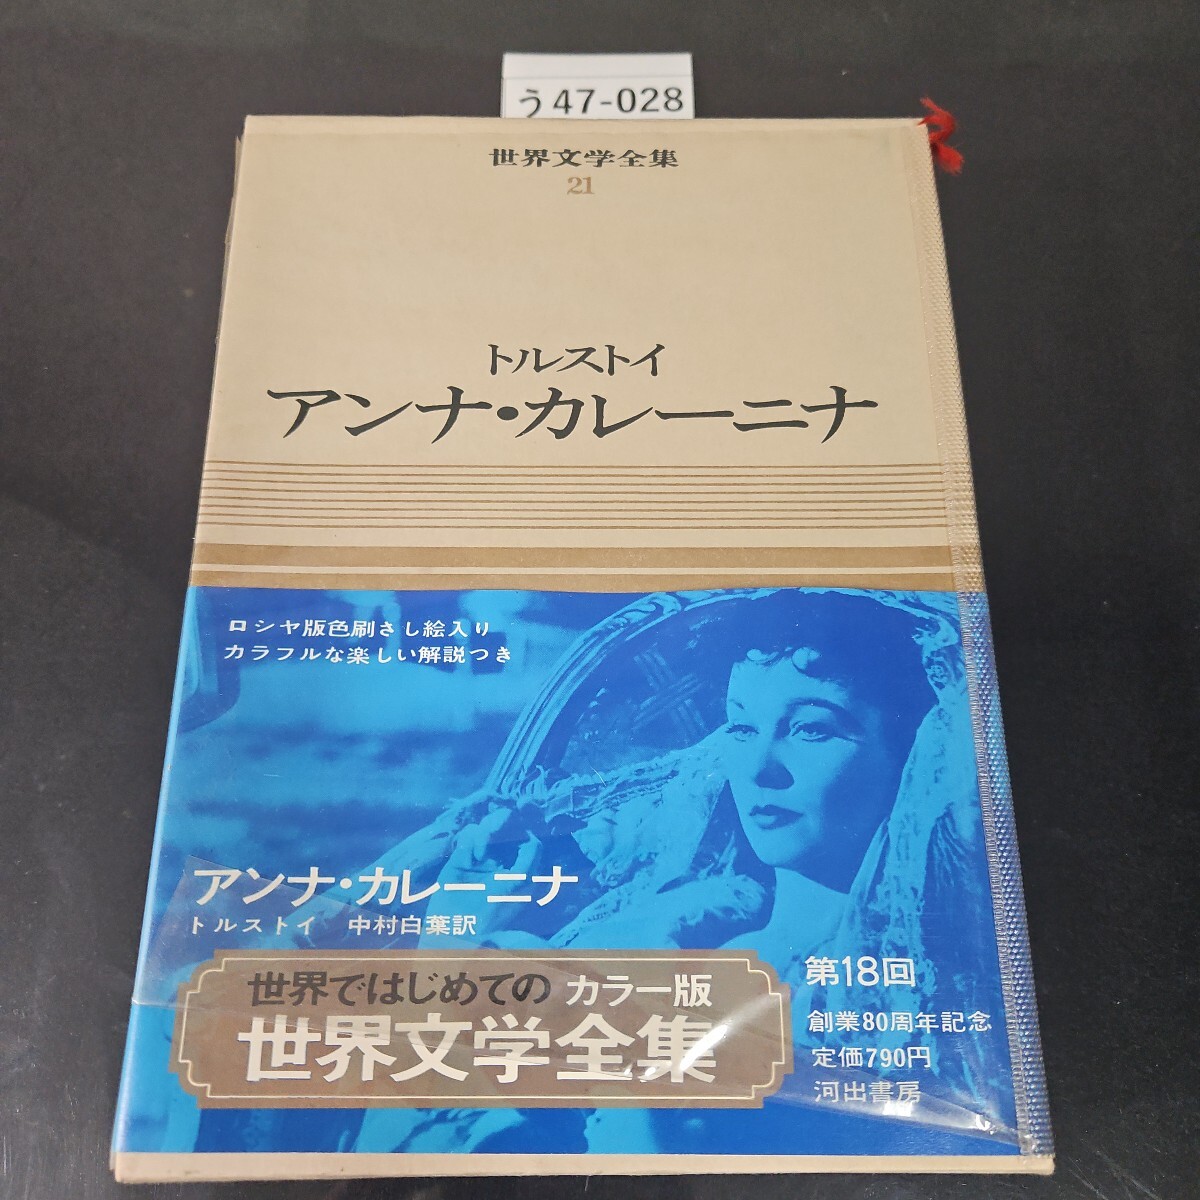 う47-028
世界文学全集
21
トルストイ
アンナ・カレーニナ
ロシヤ版色刷さし絵入り
カラフルな楽しい解説つき
アンナ・カレーニナ
トルストイ 中村白葉訳
世界ではじめての カラー版
世界文学全集
第18回
創業80周年記念
定価790円
河出書房